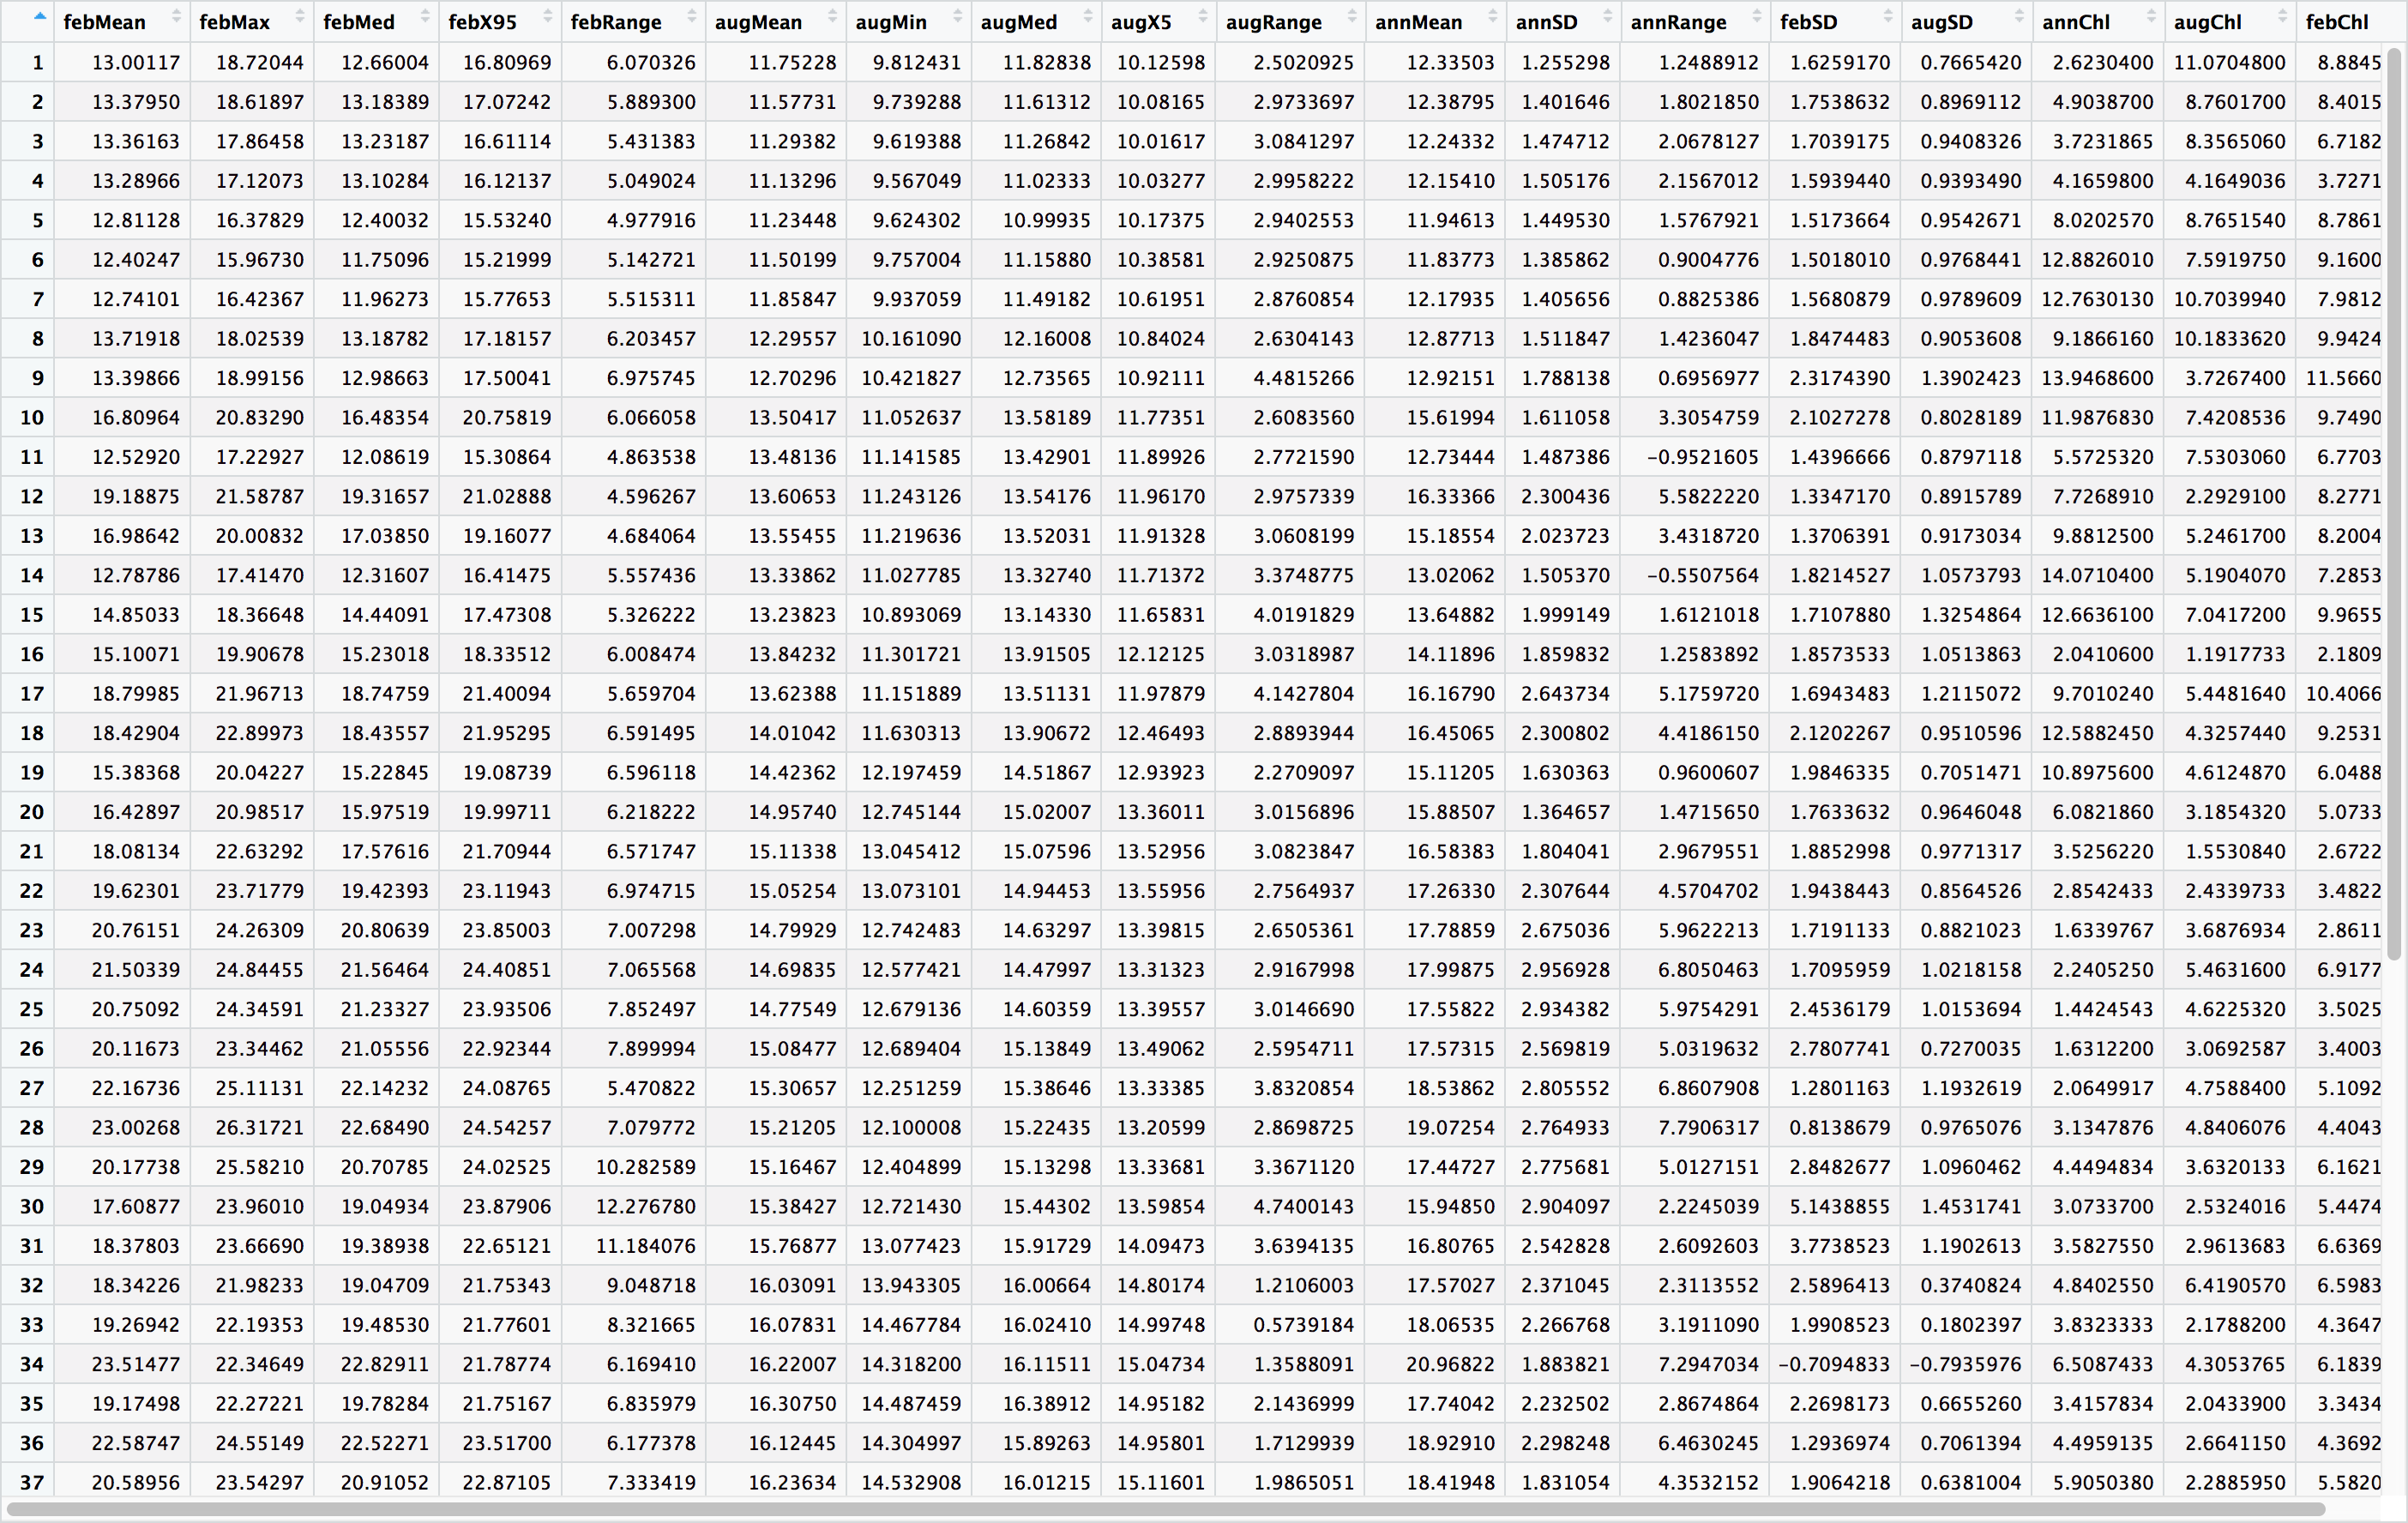 febMean febMax febMed febX95 febRange augMean augMin augMed augX5 augRange annMean annSD annRange febSD augSD annChl augChl febChl
1 13.00117 18.72044 12.66004 16.80969 6.070326 11.75228 9.812431 11.82838 10.12598 2.5020925 12.33503 1.255298 1.2488912 1.6259170 0.7665420 2.6230400 11.0704800 8.8845
2 13.37950 18.61897 13.18389 17.07242 5.889300 11.57731 9.739288 11.61312 10.08165 2.9733697 12.38795 1.401646 1.8021850 1.7538632 0.8969112 4.9038700 8.7601700 8.4015
3 13.36163 17.86458 13.23187 16.61114 5.431383 11.29382 9.619388 11.26842 10.01617 3.0841297 12.24332 1.474712 2.0678127 1.7039175 0.9408326 3.7231865 8.3565060 6.7182
4 13.28966 17.12073 13.10284 16.12137 5.049024 11.13296 9.567049 11.02333 10.03277 2.9958222 12.15410 1.505176 2.1567012 1.5939440 0.9393490 4.1659800 4.1649036 3.7271
5 12.81128 16.37829 12.40032 15.53240 4.977916 11.23448 9.624302 10.99935 10.17375 2.9402553 11.94613 1.449530 1.5767921 1.5173664 0.9542671 8.0202570 8.7651540 8.7861
6 12.40247 15.96730 11.75096 15.21999 5.142721 11.50199 9.757004 11.15880 10.38581 2.9250875 11.83773 1.385862 0.9004776 1.5018010 0.9768441 12.8826010 7.5919750 9.1600
7 12.74101 16.42367 11.96273 15.77653 5.515311 11.85847 9.937059 11.49182 10.61951 2.8760854 12.17935 1.405656 0.8825386 1.5680879 0.9789609 12.7630130 10.7039940 7.9812
8 13.71918 18.02539 13.18782 17.18157 6.203457 12.29557 10.161090 12.16008 10.84024 2.6304143 12.87713 1.511847 1.4236047 1.8474483 0.9053608 9.1866160 10.1833620 9.9424
9 13.39866 18.99156 12.98663 17.50041 6.975745 12.70296 10.421827 12.73565 10.92111 4.4815266 12.92151 1.788138 0.6956977 2.3174390 1.3902423 13.9468600 3.7267400 11.5660
10 16.80964 20.83290 16.48354 20.75819 6.066058 13.50417 11.052637 13.58189 11.77351 2.6083560 15.61994 1.611058 3.3054759 2.1027278 0.8028189 11.9876830 7.4208536 9.7490
11 12.52920 17.22927 12.08619 15.30864 4.863538 13.48136 11.141585 13.42901 11.89926 2.7721590 12.73444 1.487386 −0.9521605 1.4396666 0.8797118 5.5725320 7.5303060 6.7703
12 19.18875 21.58787 19.31657 21.02888 4.596267 13.60653 11.243126 13.54176 11.96170 2.9757339 16.33366 2.300436 5.5822220 1.3347170 0.8915789 7.7268910 2.2929100 8.2771
13 16.98642 20.00832 17.03850 19.16077 4.684064 13.55455 11.219636 13.52031 11.91328 3.0608199 15.18554 2.023723 3.4318720 1.3706391 0.9173034 9.8812500 5.2461700 8.2004
14 12.78786 17.41470 12.31607 16.41475 5.557436 13.33862 11.027785 13.32740 11.71372 3.3748775 13.02062 1.505370 −0.5507564 1.8214527 1.0573793 14.0710400 5.1904070 7.2853
15 14.85033 18.36648 14.44091 17.47308 5.326222 13.23823 10.893069 13.14330 11.65831 4.0191829 13.64882 1.999149 1.6121018 1.7107880 1.3254864 12.6636100 7.0417200 9.9655
16 15.10071 19.90678 15.23018 18.33512 6.008474 13.84232 11.301721 13.91505 12.12125 3.0318987 14.11896 1.859832 1.2583892 1.8573533 1.0513863 2.0410600 1.1917733 2.1809
17 18.79985 21.96713 18.74759 21.40094 5.659704 13.62388 11.151889 13.51131 11.97879 4.1427804 16.16790 2.643734 5.1759720 1.6943483 1.2115072 9.7010240 5.4481640 10.4066
18 18.42904 22.89973 18.43557 21.95295 6.591495 14.01042 11.630313 13.90672 12.46493 2.8893944 16.45065 2.300802 4.4186150 2.1202267 0.9510596 12.5882450 4.3257440 9.2531
19 15.38368 20.04227 15.22845 19.08739 6.596118 14.42362 12.197459 14.51867 12.93923 2.2709097 15.11205 1.630363 0.9600607 1.9846335 0.7051471 10.8975600 4.6124870 6.0488
20 16.42897 20.98517 15.97519 19.99711 6.218222 14.95740 12.745144 15.02007 13.36011 3.0156896 15.88507 1.364657 1.4715650 1.7633632 0.9646048 6.0821860 3.1854320 5.0733
21 18.08134 22.63292 17.57616 21.70944 6.571747 15.11338 13.045412 15.07596 13.52956 3.0823847 16.58383 1.804041 2.9679551 1.8852998 0.9771317 3.5256220 1.5530840 2.6722
22 19.62301 23.71779 19.42393 23.11943 6.974715 15.05254 13.073101 14.94453 13.55956 2.7564937 17.26330 2.307644 4.5704702 1.9438443 0.8564526 2.8542433 2.4339733 3.4822
23 20.76151 24.26309 20.80639 23.85003 7.007298 14.79929 12.742483 14.63297 13.39815 2.6505361 17.78859 2.675036 5.9622213 1.7191133 0.8821023 1.6339767 3.6876934 2.8611
24 21.50339 24.84455 21.56464 24.40851 7.065568 14.69835 12.577421 14.47997 13.31323 2.9167998 17.99875 2.956928 6.8050463 1.7095959 1.0218158 2.2405250 5.4631600 6.9177
25 20.75092 24.34591 21.23327 23.93506 7.852497 14.77549 12.679136 14.60359 13.39557 3.0146690 17.55822 2.934382 5.9754291 2.4536179 1.0153694 1.4424543 4.6225320 3.5025
26 20.11673 23.34462 21.05556 22.92344 7.899994 15.08477 12.689404 15.13849 13.49062 2.5954711 17.57315 2.569819 5.0319632 2.7807741 0.7270035 1.6312200 3.0692587 3.4003
27 22.16736 25.11131 22.14232 24.08765 5.470822 15.30657 12.251259 15.38646 13.33385 3.8320854 18.53862 2.805552 6.8607908 1.2801163 1.1932619 2.0649917 4.7588400 5.1092
28 23.00268 26.31721 22.68490 24.54257 7.079772 15.21205 12.100008 15.22435 13.20599 2.8698725 19.07254 2.764933 7.7906317 0.8138679 0.9765076 3.1347876 4.8406076 4.4043
29 20.17738 25.58210 20.70785 24.02525 10.282589 15.16467 12.404899 15.13298 13.33681 3.3671120 17.44727 2.775681 5.0127151 2.8482677 1.0960462 4.4494834 3.6320133 6.1621
30 17.60877 23.96010 19.04934 23.87906 12.276780 15.38427 12.721430 15.44302 13.59854 4.7400143 15.94850 2.904097 2.2245039 5.1438855 1.4531741 3.0733700 2.5324016 5.4474
31 18.37803 23.66690 19.38938 22.65121 11.184076 15.76877 13.077423 15.91729 14.09473 3.6394135 16.80765 2.542828 2.6092603 3.7738523 1.1902613 3.5827550 2.9613683 6.6369
32 18.34226 21.98233 19.04709 21.75343 9.048718 16.03091 13.943305 16.00664 14.80174 1.2106003 17.57027 2.371045 2.3113552 2.5896413 0.3740824 4.8402550 6.4190570 6.5983
33 19.26942 22.19353 19.48530 21.77601 8.321665 16.07831 14.467784 16.02410 14.99748 0.5739184 18.06535 2.266768 3.1911090 1.9908523 0.1802397 3.8323333 2.1788200 4.3647
34 23.51477 22.34649 22.82911 21.78774 6.169410 16.22007 14.318200 16.11511 15.04734 1.3588091 20.96822 1.883821 7.2947034 −0.7094833 −0.7935976 6.5087433 4.3053765 6.1839
35 19.17498 22.27221 19.78284 21.75167 6.835979 16.30750 14.487459 16.38912 14.95182 2.1436999 17.74042 2.232502 2.8674864 2.2698173 0.6655260 3.4157834 2.0433900 3.3434
36 22.58747 24.55149 22.52271 23.51700 6.177378 16.12445 14.304997 15.89263 14.95801 1.7129939 18.92910 2.298248 6.4630245 1.2936974 0.7061394 4.4959135 2.6641150 4.3692
37 20.58956 23.54297 20.91052 22.87105 7.333419 16.23634 14.532908 16.01215 15.11601 1.9865051 18.41948 1.831054 4.3532152 1.9064218 0.6381004 5.9050380 2.2885950 5.5820